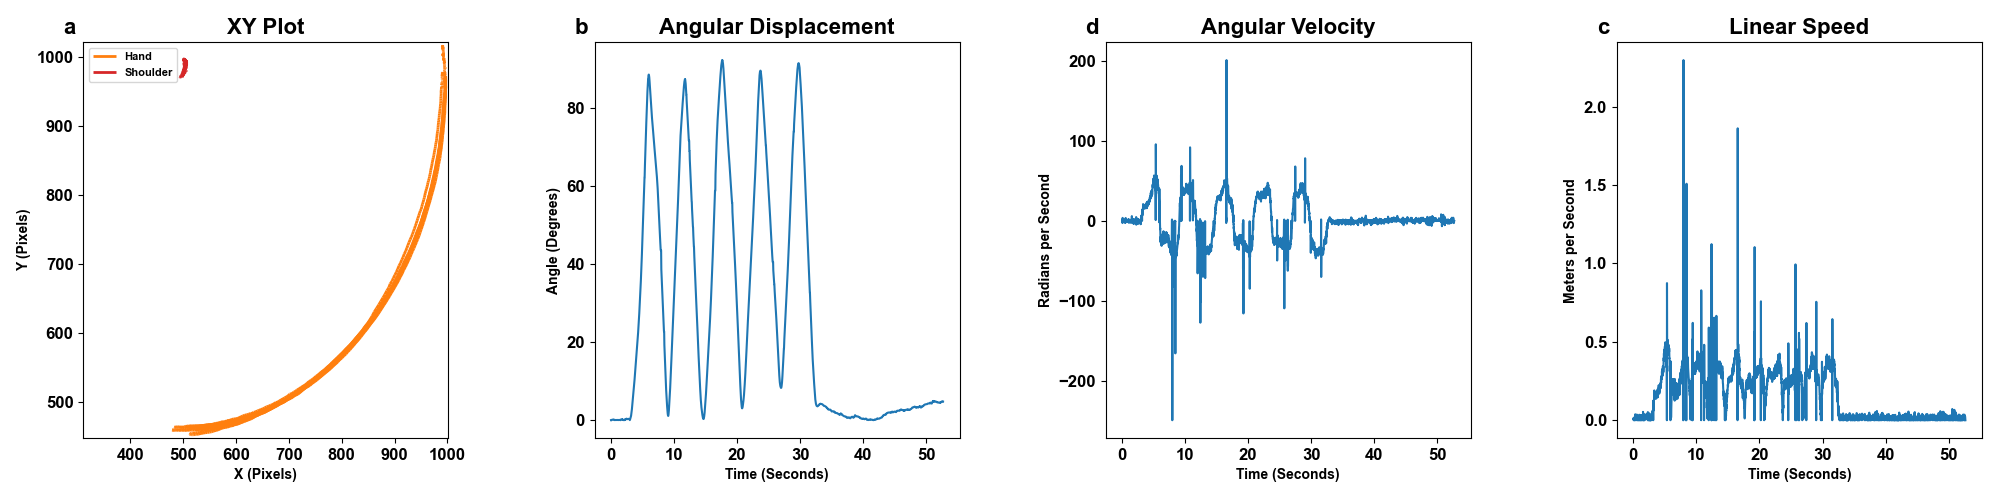 a
XY Plot
Hand
Shoulder
1000
900
800
700
600
500
Y (Pixels)
400 500 600 700 800 900 1000
X (Pixels)
b
Angular Displacement
80
60
40
20
0
Angle (Degrees)
0 10 20 30 40 50
Time (Seconds)
d
Angular Velocity
200
100
0
−100
−200
Radians per Second
0 10 20 30 40 50
Time (Seconds)
c
Linear Speed
2.0
1.5
1.0
0.5
0.0
Meters per Second
0 10 20 30 40 50
Time (Seconds)